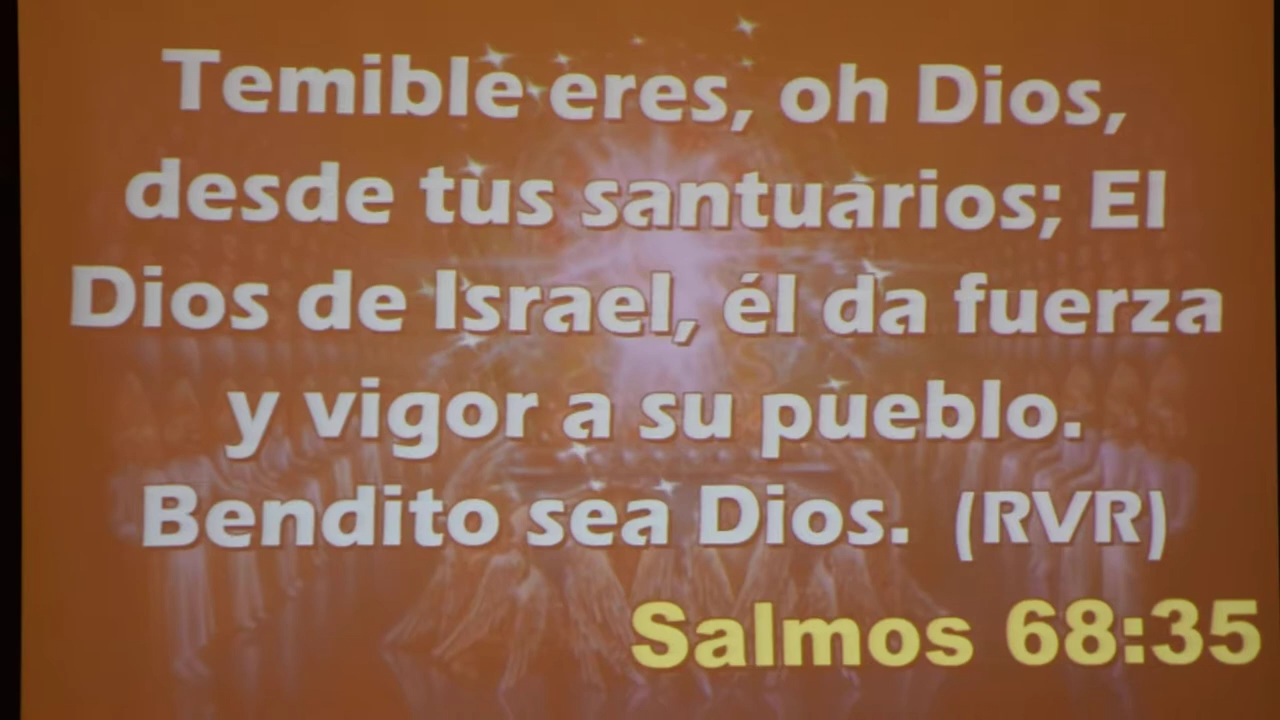 Temible eres, oh Dios,
desde tus santuarios; El
Dios de Israel, él da fuerza
y vigor a su pueblo.
Bendito sea Dios. (RVR)
Salmos 68:35